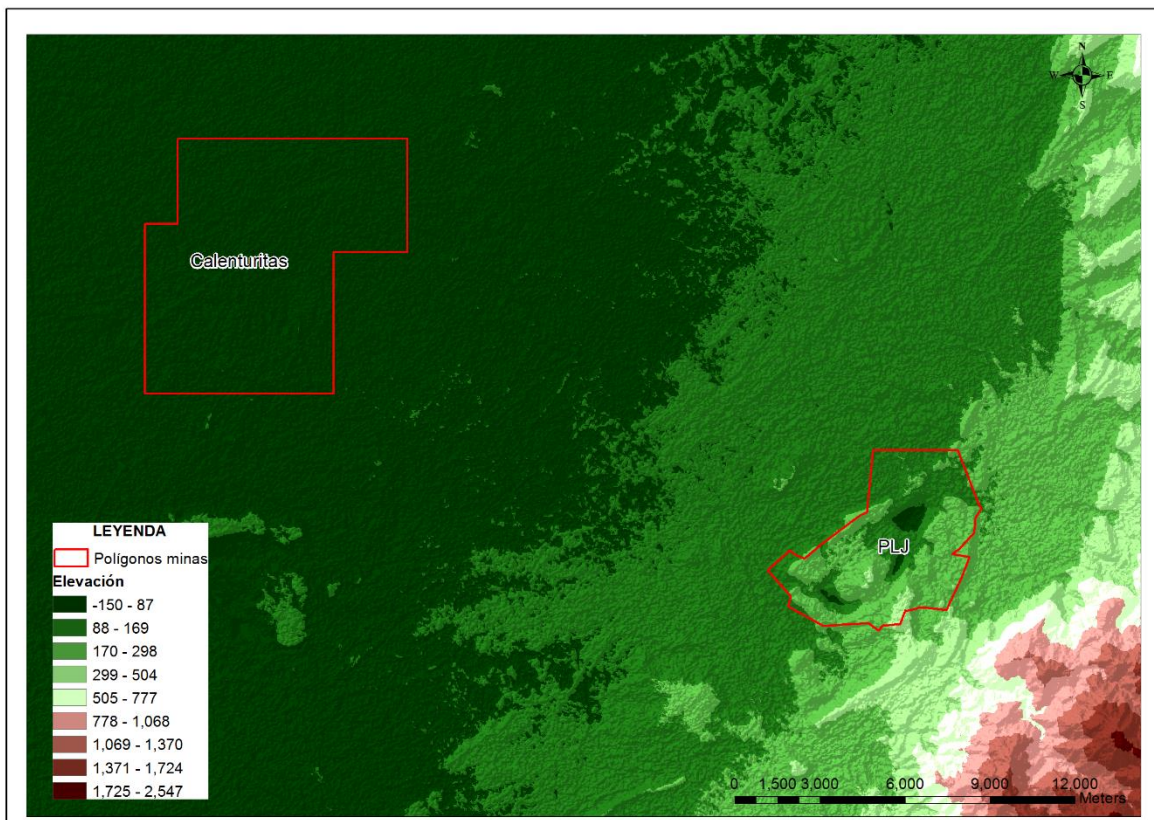 N
W E
S
Calenturitas
PLJ
LEYENDA
Polígonos minas
Elevación
-150 - 87
88 - 169
170 - 298
299 - 504
505 - 777
778 - 1,068
1,069 - 1,370
1,371 - 1,724
1,725 - 2,547
0 1,500 3,000 6,000 9,000 12,000
Meters